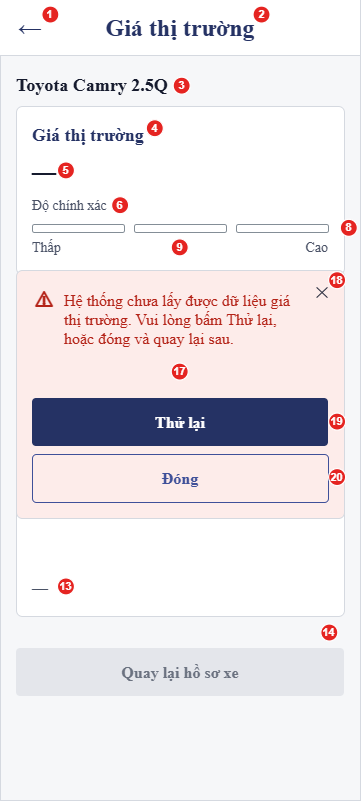 1
← Giá thị trường 2
Toyota Camry 2.5Q 3
Giá thị trường 4
— 5
Độ chính xác 6
8
Thấp 9 Cao
18
Hệ thống chưa lấy được dữ liệu giá
thị trường. Vui lòng bấm Thử lại,
hoặc đóng và quay lại sau.
17
Thử lại 19
Đóng 20
— 13
14
Quay lại hồ sơ xe